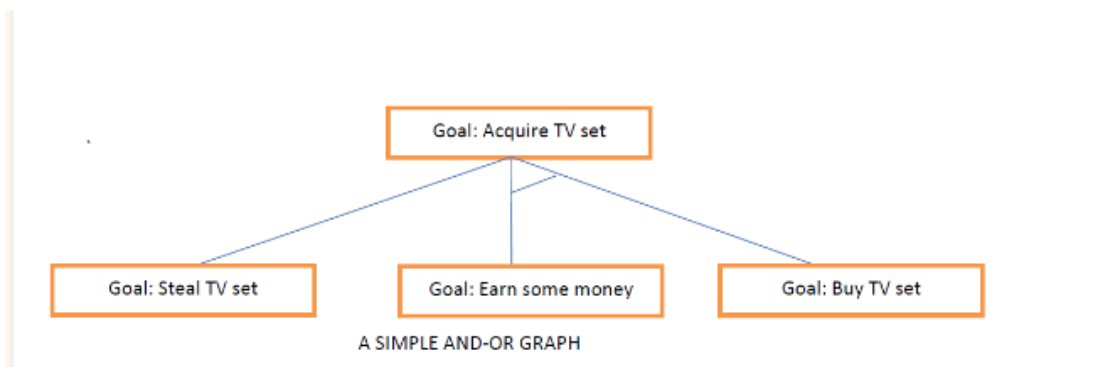 Goal: Acquire TV set
Goal: Steal TV set
Goal: Earn some money
Goal: Buy TV set
A SIMPLE AND-OR GRAPH